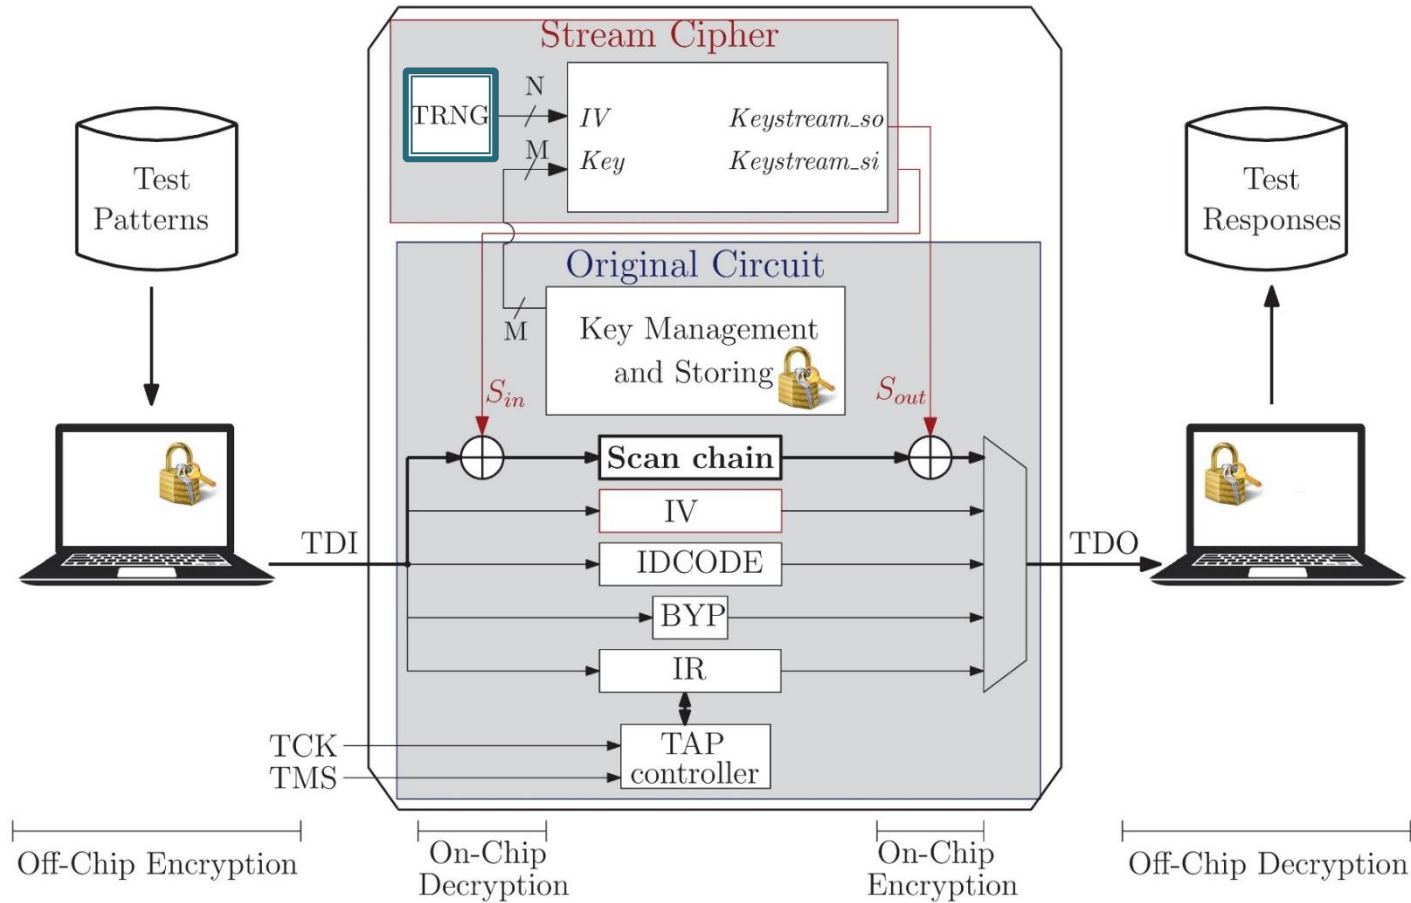 Stream Cipher
TRNG
N
IV
Keystream_so
M
Key
Keystream_si
Test
Patterns
Test
Responses
Original Circuit
M
Key Management
and Storing
S_in
S_out
Scan chain
IV
TDI
IDCODE
TDO
BYP
IR
TCK
TMS
TAP
controller
Off-Chip Encryption
On-Chip
Decryption
On-Chip
Encryption
Off-Chip Decryption